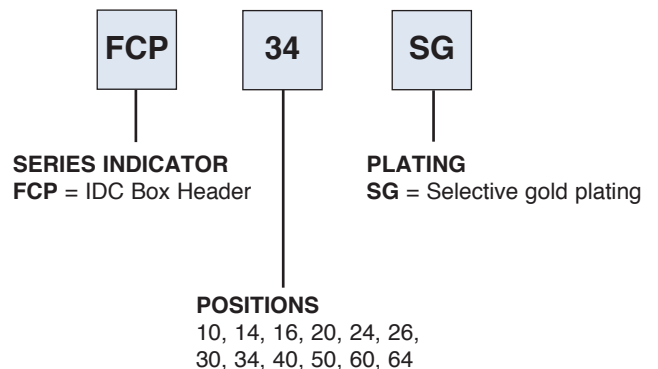 FCP 34 SG
SERIES INDICATOR
FCP = IDC Box Header
PLATING
SG = Selective gold plating
POSITIONS
10, 14, 16, 20, 24, 26,
30, 34, 40, 50, 60, 64